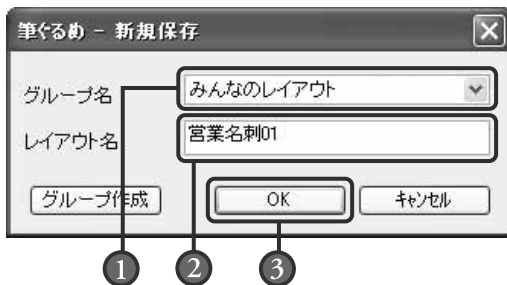 筆ぐるめ - 新規保存
グループ名
みんなのレイアウト
レイアウト名
営業名刺01
グループ作成
OK
キャンセル
1
2
3